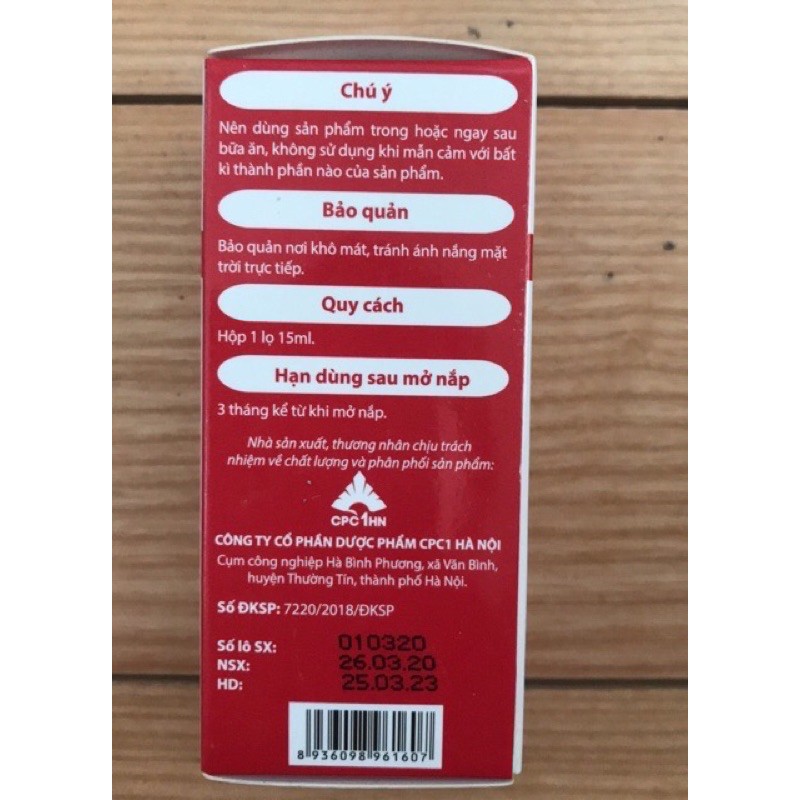 Chú ý
Nên dùng sản phẩm trong hoặc ngay sau
bữa ăn, không sử dụng khi mẫn cảm với bất
kì thành phần nào của sản phẩm.
Bảo quản
Bảo quản nơi khô mát, tránh ánh nắng mặt
trời trực tiếp.
Quy cách
Hộp 1 lọ 15ml.
Hạn dùng sau mở nắp
3 tháng kể từ khi mở nắp.
Nhà sản xuất, thương nhân chịu trách
nhiệm về chất lượng và phân phối sản phẩm:
CPC1HN
CÔNG TY CỔ PHẦN DƯỢC PHẨM CPC1 HÀ NỘI
Cụm công nghiệp Hà Bình Phương, xã Văn Bình,
huyện Thường Tín, thành phố Hà Nội.
Số ĐKSP: 7220/2018/ĐKSP
Số lô SX: 010320
NSX: 26.03.20
HD: 25.03.23
8 936098 961607